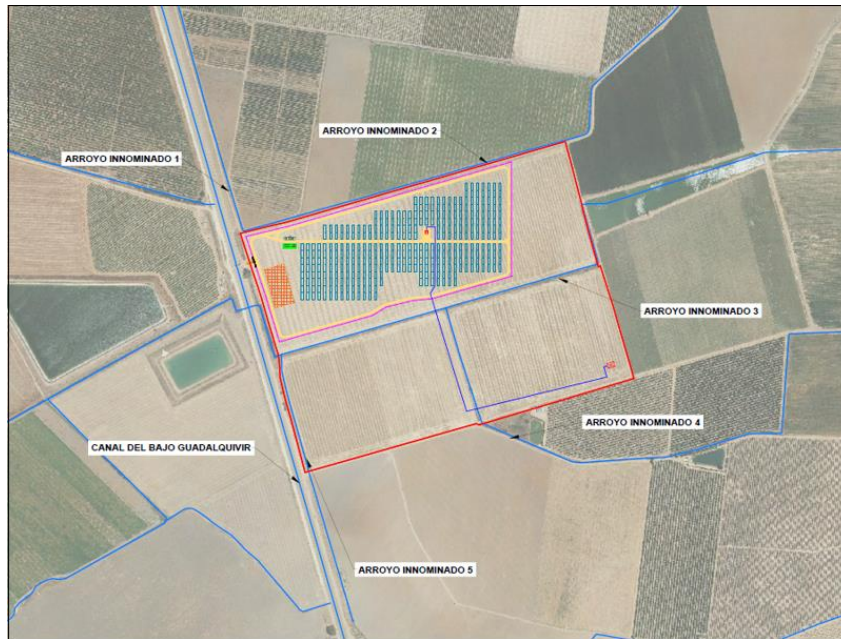 ARROYO INNOMINADO 2
ARROYO INNOMINADO 1
ARROYO INNOMINADO 3
ARROYO INNOMINADO 4
CANAL DEL BAJO GUADALQUIVIR
ARROYO INNOMINADO 5